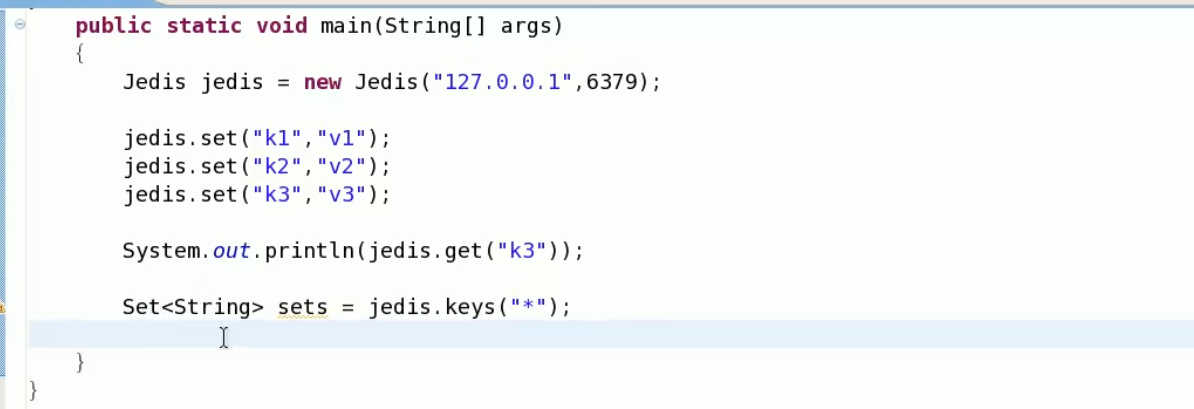 public static void main(String[] args)
{
Jedis jedis = new Jedis("127.0.0.1",6379);
jedis.set("k1","v1");
jedis.set("k2","v2");
jedis.set("k3","v3");
System.out.println(jedis.get("k3"));
Set<String> sets = jedis.keys("*");
}
}